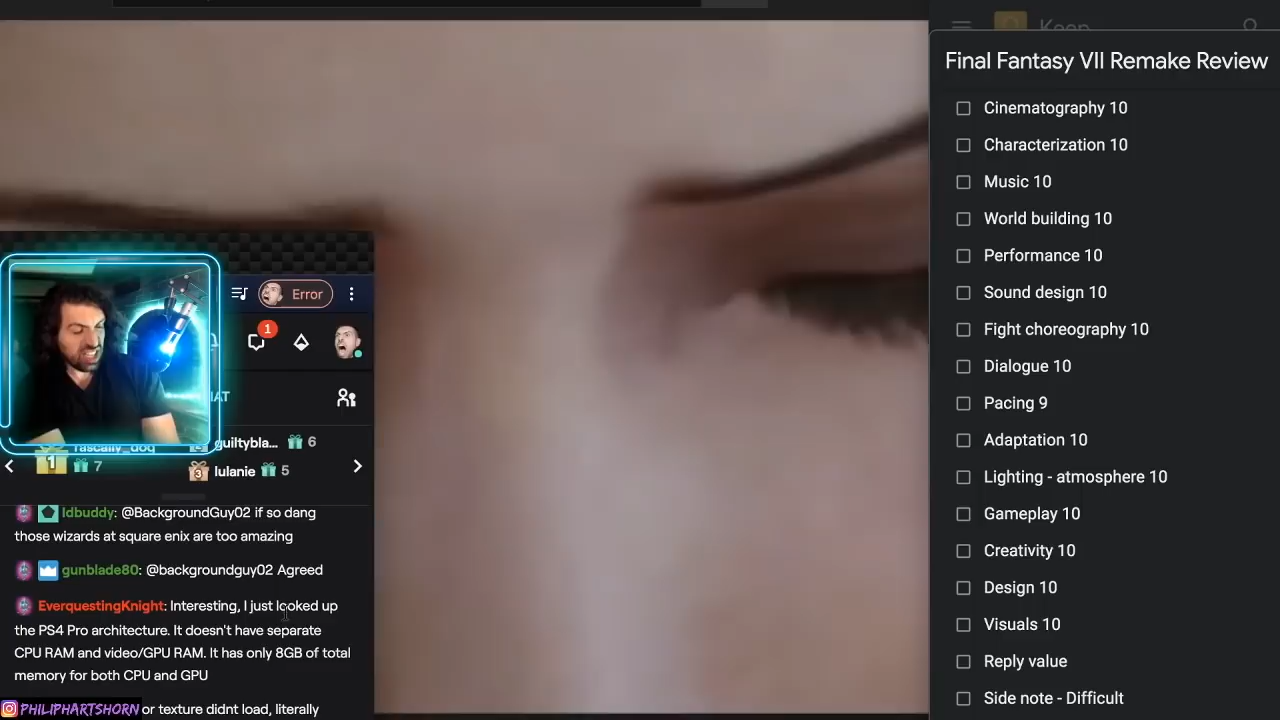 Keep
Final Fantasy VII Remake Review
Cinematography 10
Characterization 10
Music 10
World building 10
Performance 10
Sound design 10
Fight choreography 10
Dialogue 10
Pacing 9
Adaptation 10
Lighting - atmosphere 10
Gameplay 10
Creativity 10
Design 10
Visuals 10
Reply value
Side note - Difficult
Error
1
AT
1 rascally_dog 7
guiltybla... 6
3 lulanie 5
ldbuddy: @BackgroundGuy02 if so dang
those wizards at square enix are too amazing
gunblade80: @backgroundguy02 Agreed
EverquestingKnight: Interesting, I just looked up
the PS4 Pro architecture. It doesn't have separate
CPU RAM and video/GPU RAM. It has only 8GB of total
memory for both CPU and GPU
PHILIPHARTSHORN or texture didnt load, literally